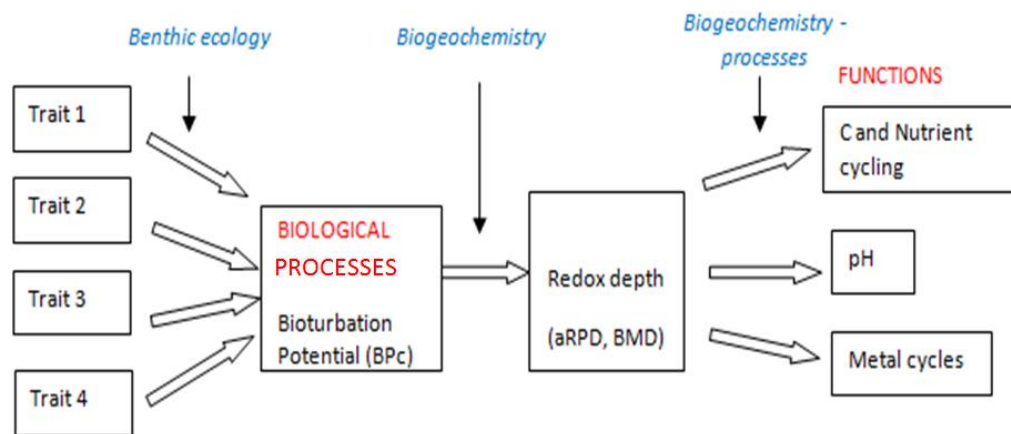 Benthic ecology
Biogeochemistry
Biogeochemistry -
processes
FUNCTIONS
Trait 1
Trait 2
Trait 3
Trait 4
BIOLOGICAL
PROCESSES
Bioturbation
Potential (BPc)
Redox depth
(aRPD, BMD)
Cand Nutrient
cycling
pH
Metal cycles